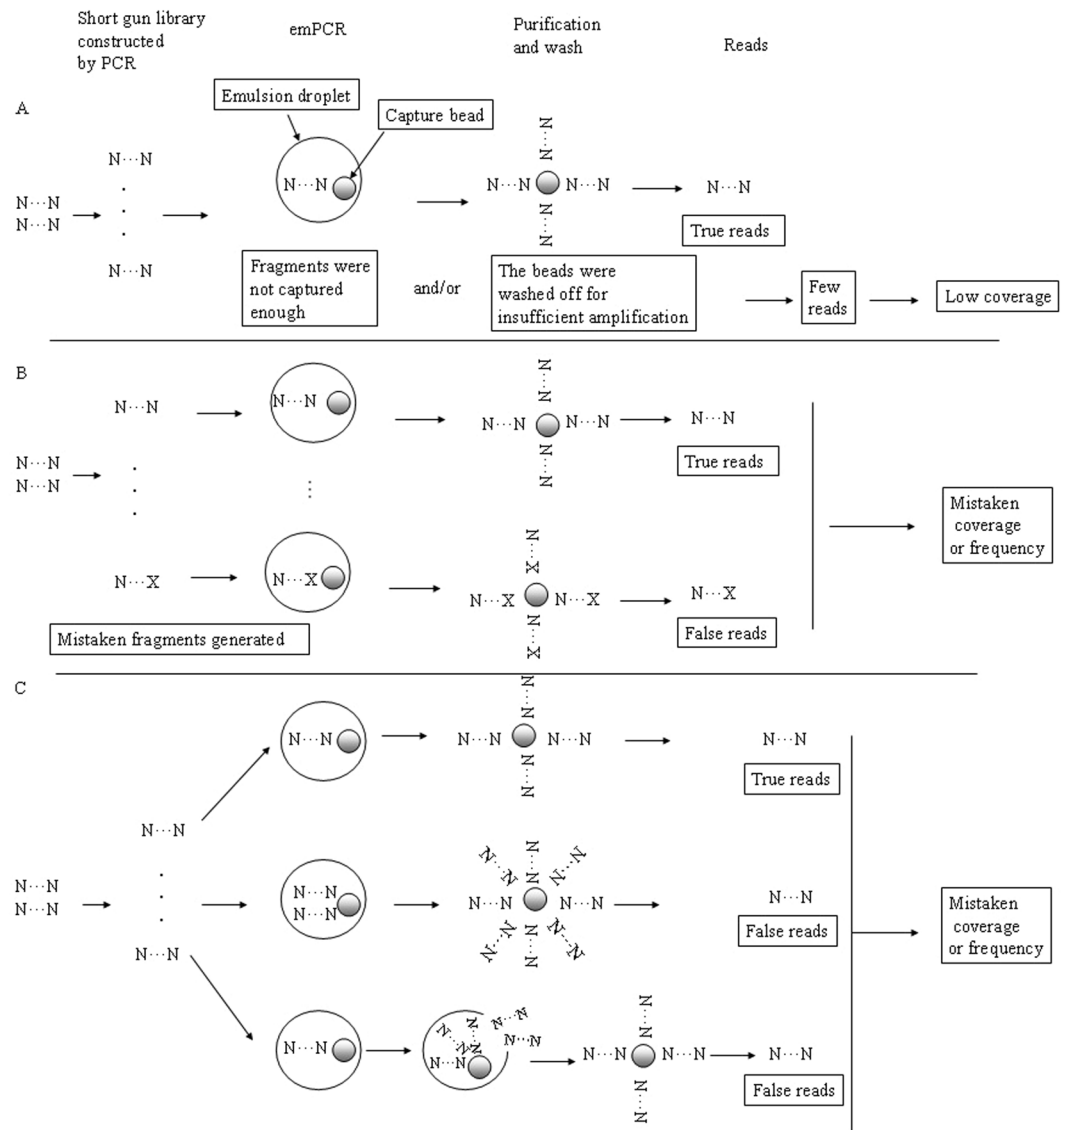 Short gun library
constructed
by PCR
emPCR
Purification
and wash
Reads
A
Emulsion droplet
Capture bead
N···N
N···N
N···N
N···N
N···N
N···N
N···N
N···N
N···N
N···N
True reads
Fragments were
not captured
enough
and/or
The beads were
washed off for
insufficient amplification
Few
reads
Low coverage
B
N···N
N···N
N···N
N···N
N···N
N···N
N···N
N···N
N···N
True reads
N···X
N···X
N···X
N···X
N···X
N···X
N···X
Mistaken fragments generated
False reads
Mistaken
coverage
or frequency
C
N···N
N···N
N···N
N···N
N···N
N···N
N···N
N···N
N···N
N···N
True reads
N···N
N···N
N···N
N···N
N···N
N···N
N···N
N···N
N···N
N···N
N···N
False reads
N···N
N···N
N···N
N···N
N···N
N···N
N···N
N···N
N···N
N···N
N···N
False reads
Mistaken
coverage
or frequency